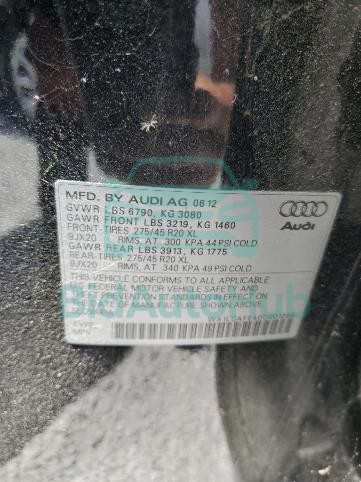 MFD. BY AUDI AG 06 12
GVWR LBS 6790, KG 3080
GAWR FRONT LBS 3219, KG 1460
FRONT-TIRES 275/45 R20 XL
9JX20 RIMS, AT 300 KPA 44 PSI COLD
GAWR REAR LBS 3913, KG 1775
REAR-TIRES 275/45 R20 XL
9JX20 RIMS, AT 340 KPA 49 PSI COLD
THIS VEHICLE CONFORMS TO ALL APPLICABLE
FEDERAL MOTOR VEHICLE SAFETY AND
THEFT PREVENTION STANDARDS IN EFFECT ON
THE DATE OF MANUFACTURE SHOWN ABOVE
TYPE
MPV
Audi
BidAutoHub